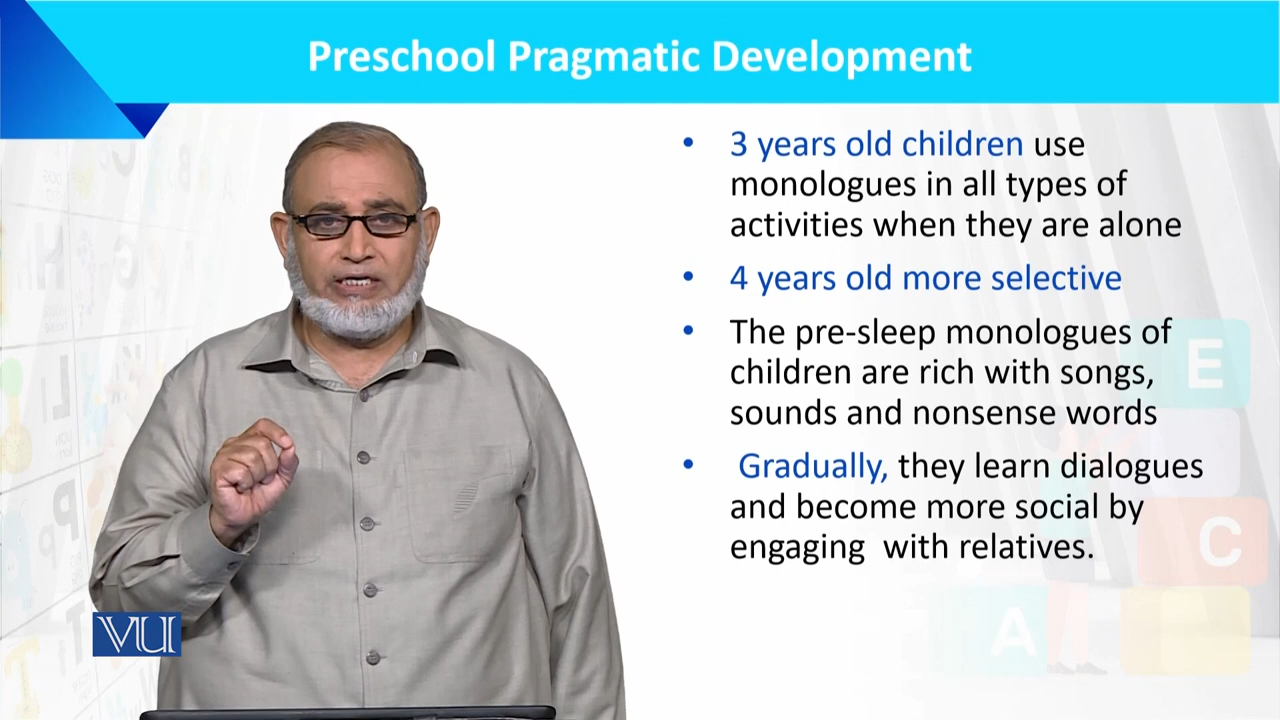 Preschool Pragmatic Development
• 3 years old children use
monologues in all types of
activities when they are alone
• 4 years old more selective
• The pre-sleep monologues of
children are rich with songs,
sounds and nonsense words
• Gradually, they learn dialogues
and become more social by
engaging with relatives.
E
C
A
VU